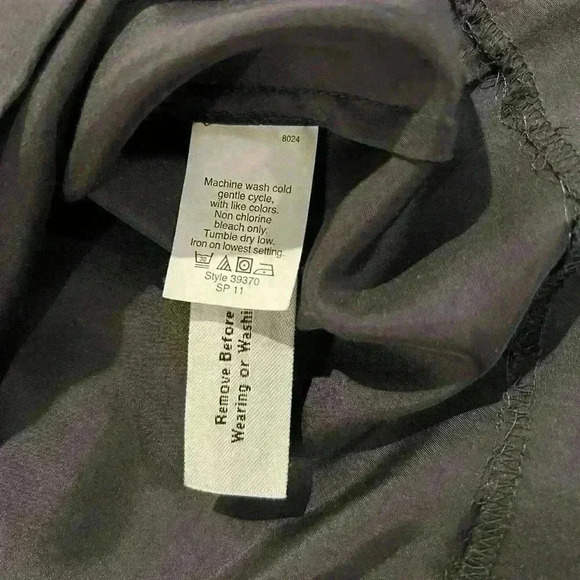 8024
Machine wash cold
gentle cycle,
with like colors.
Non chlorine
bleach only.
Tumble dry low.
Iron on lowest setting.
Style 39370
SP 11
Remove Before
Wearing or Washi